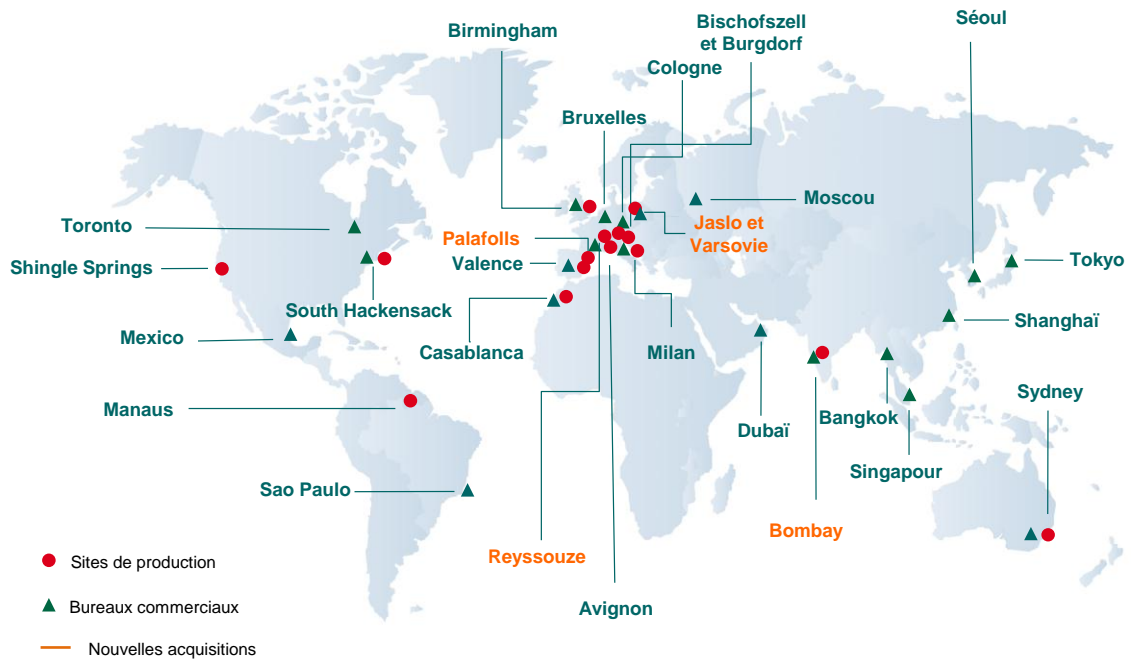 Séoul
Bischofszell
et Burgdorf
Birmingham
Cologne
Bruxelles
Moscou
Toronto
Jaslo et
Varsovie
Palafolls
Valence
Shingle Springs
Tokyo
South Hackensack
Shanghaï
Mexico
Casablanca
Milan
Sydney
Manaus
Bangkok
Dubaï
Singapour
Sao Paulo
Bombay
Reyssouze
Sites de production
Bureaux commerciaux
Avignon
Nouvelles acquisitions